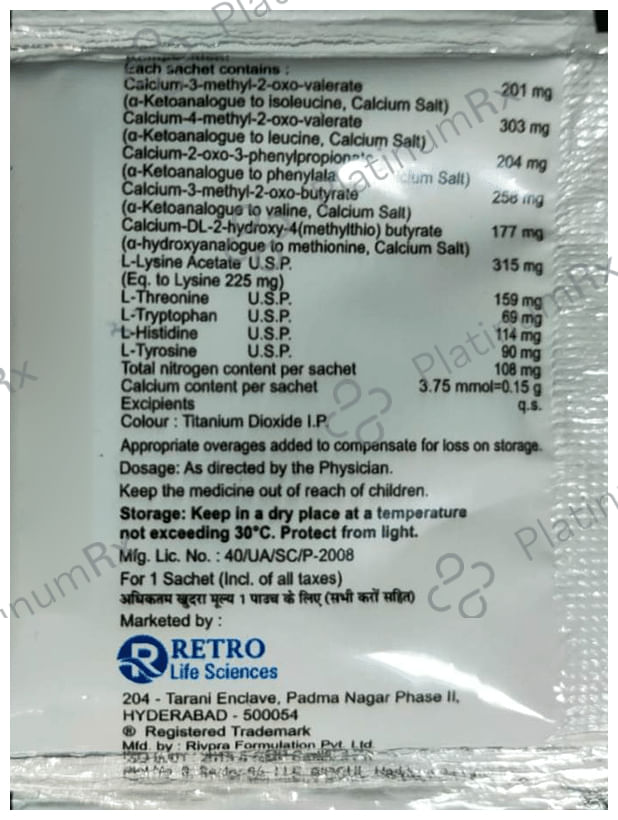 Each sachet contains :
Calcium-3-methyl-2-oxo-valerate 201 mg
(α-Ketoanalogue to isoleucine, Calcium Salt)
Calcium-4-methyl-2-oxo-valerate 303 mg
(α-Ketoanalogue to leucine, Calcium Salt)
Calcium-2-oxo-3-phenylpropiona 204 mg
(α-Ketoanalogue to phenylala cium Salt)
Calcium-3-methyl-2-oxo-butyrate 258 mg
(α-Ketoanalogue to valine, Calcium Salt)
Calcium-DL-2-hydroxy-4(methylthio) butyrate 177 mg
(α-hydroxyanalogue to methionine, Calcium Salt)
L-Lysine Acetate U.S.P. 315 mg
(Eq. to Lysine 225 mg)
L-Threonine U.S.P. 159 mg
L-Tryptophan U.S.P. 69 mg
L-Histidine U.S.P. 114 mg
L-Tyrosine U.S.P. 90 mg
Total nitrogen content per sachet 108 mg
Calcium content per sachet 3.75 mmol=0.15 g
Excipients q.s.
Colour : Titanium Dioxide I.P.
Appropriate overages added to compensate for loss on storage.
Dosage: As directed by the Physician.
Keep the medicine out of reach of children.
Storage: Keep in a dry place at a temperature
not exceeding 30°C. Protect from light.
Mfg. Lic. No. : 40/UA/SC/P-2008
For 1 Sachet (Incl. of all taxes)
अधिकतम खुदरा मूल्य 1 पाउच के लिए (सभी करों सहित)
Marketed by :
RETRO
Life Sciences
204 - Tarani Enclave, Padma Nagar Phase II,
HYDERABAD - 500054
® Registered Trademark
Mfd. by : Rivpra Formulation Pvt. Ltd.
PlatinumRx